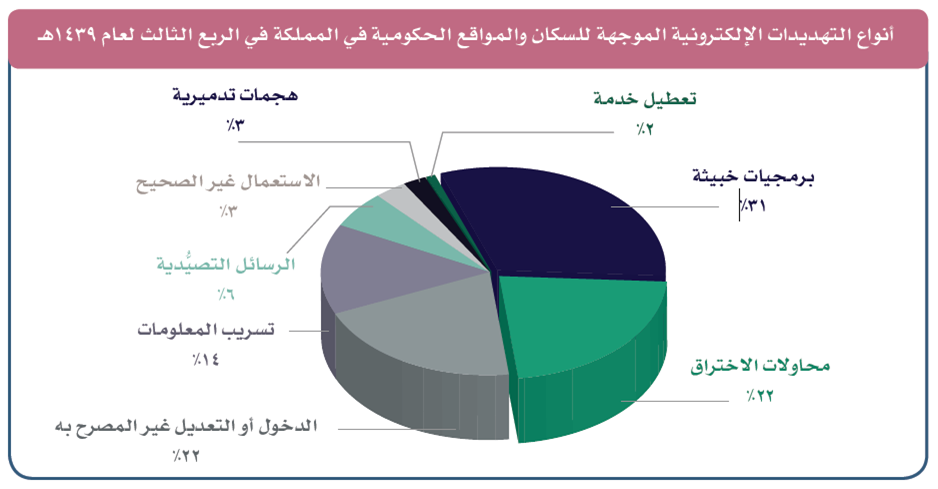 أنواع التهديدات الإلكترونية الموجهة للسكان والمواقع الحكومية في المملكة في الربع الثالث لعام ١٤٣٩هـ
تعطيل خدمة
٢٪
هجمات تدميرية
٣٪
برمجيات خبيثة
٣١٪
الاستعمال غير الصحيح
٣٪
الرسائل التصيُّدية
٦٪
تسريب المعلومات
١٤٪
محاولات الاختراق
٢٢٪
الدخول أو التعديل غير المصرح به
٢٢٪